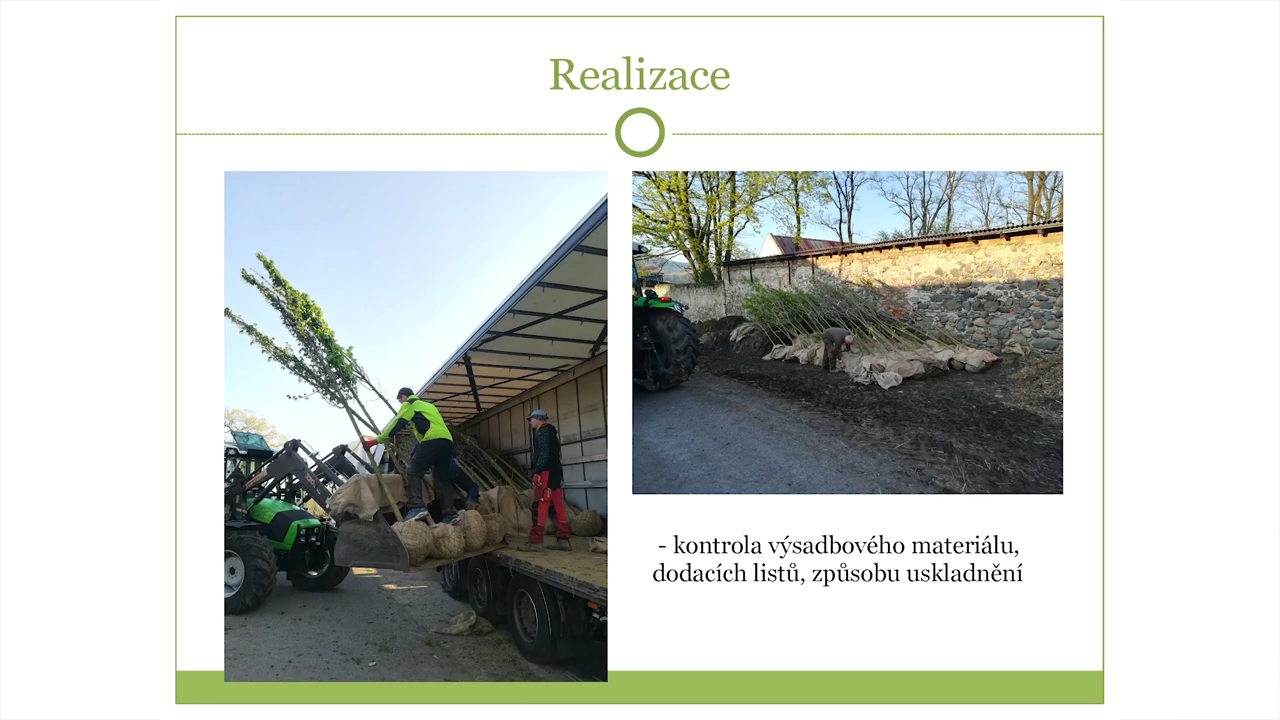 Realizace
- kontrola výsadbového materiálu,
dodacích listů, způsobu uskladnění